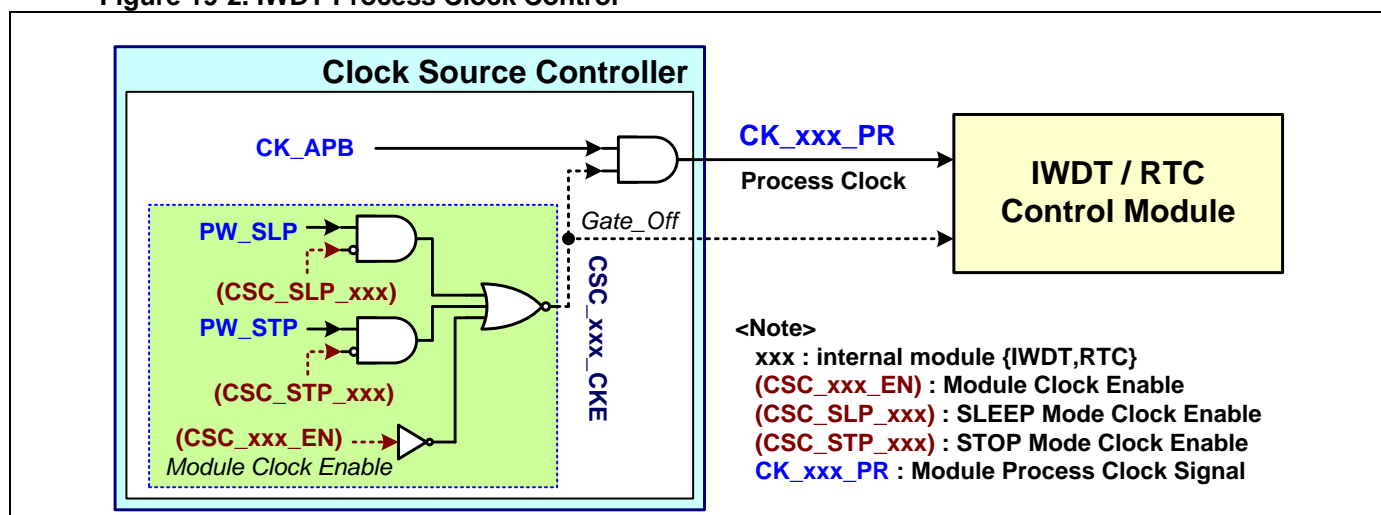 Figure 19-2. IWDT Process Clock Control
Clock Source Controller
CK_APB
CK_xxx_PR
Process Clock
IWDT / RTC
Control Module
Gate_Off
PW_SLP
(CSC_SLP_xxx)
PW_STP
(CSC_STP_xxx)
(CSC_xxx_EN)
Module Clock Enable
CSC_xxx_CKE
<Note>
xxx : internal module {IWDT,RTC}
(CSC_xxx_EN) : Module Clock Enable
(CSC_SLP_xxx) : SLEEP Mode Clock Enable
(CSC_STP_xxx) : STOP Mode Clock Enable
CK_xxx_PR : Module Process Clock Signal